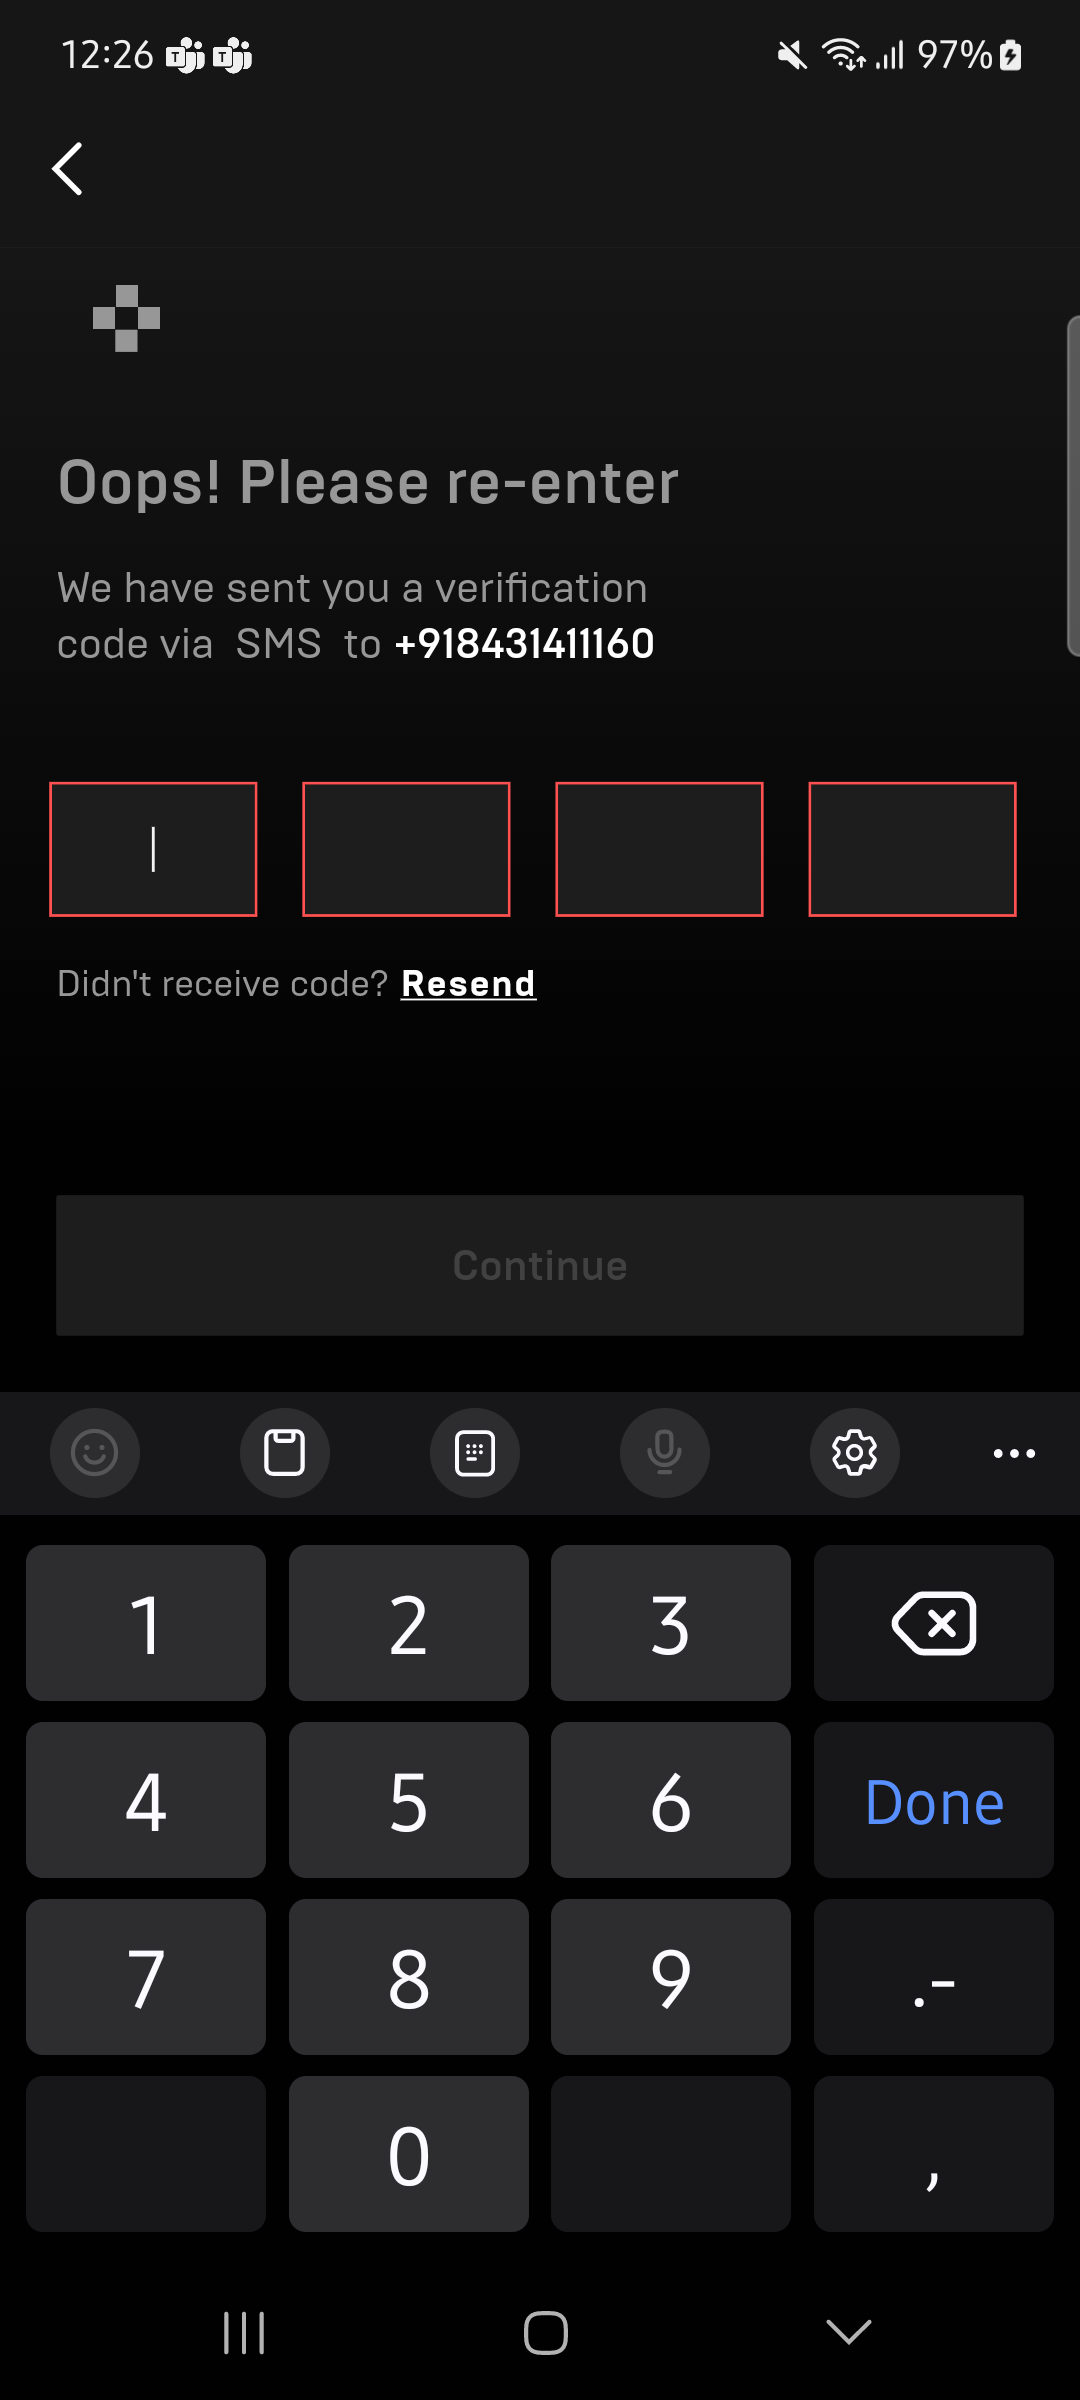 12:26 97%
Oops! Please re-enter
We have sent you a verification
code via SMS to +918431411160
Didn't receive code? Resend
Continue
1 2 3
4 5 6 Done
7 8 9 .-
0 ,